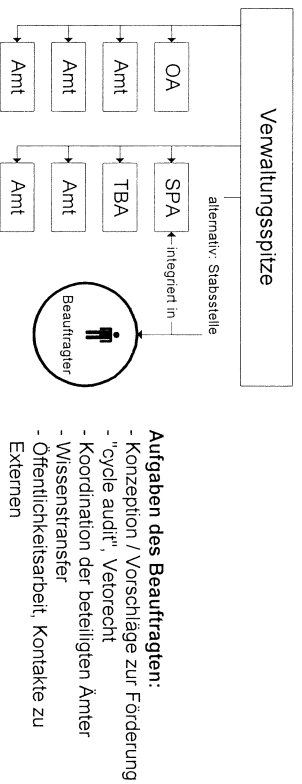 Verwaltungsspitze
alternativ: Stabsstelle
OA
Amt
Amt
Amt
SPA
TBA
Amt
Amt
integriert in
Beauftragter
Aufgaben des Beauftragten:
- Konzeption / Vorschläge zur Förderung
- "cycle audit", Vetorecht
- Koordination der beteiligten Ämter
- Wissenstransfer
- Öffentlichkeitsarbeit, Kontakte zu
Externen